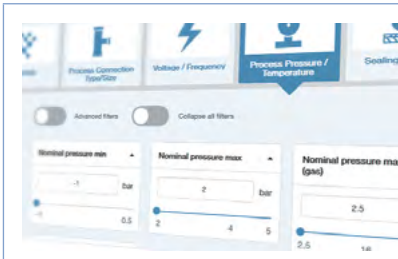 Process Connection
Type/Size
Voltage / Frequency
Process Pressure /
Temperature
Sealing
Advanced filters
Collapse all filters
Nominal pressure min
Nominal pressure max
Nominal pressure ma
(gas)
-1
bar
2
bar
2.5
-1
0.5
2
4
5
2.5
16